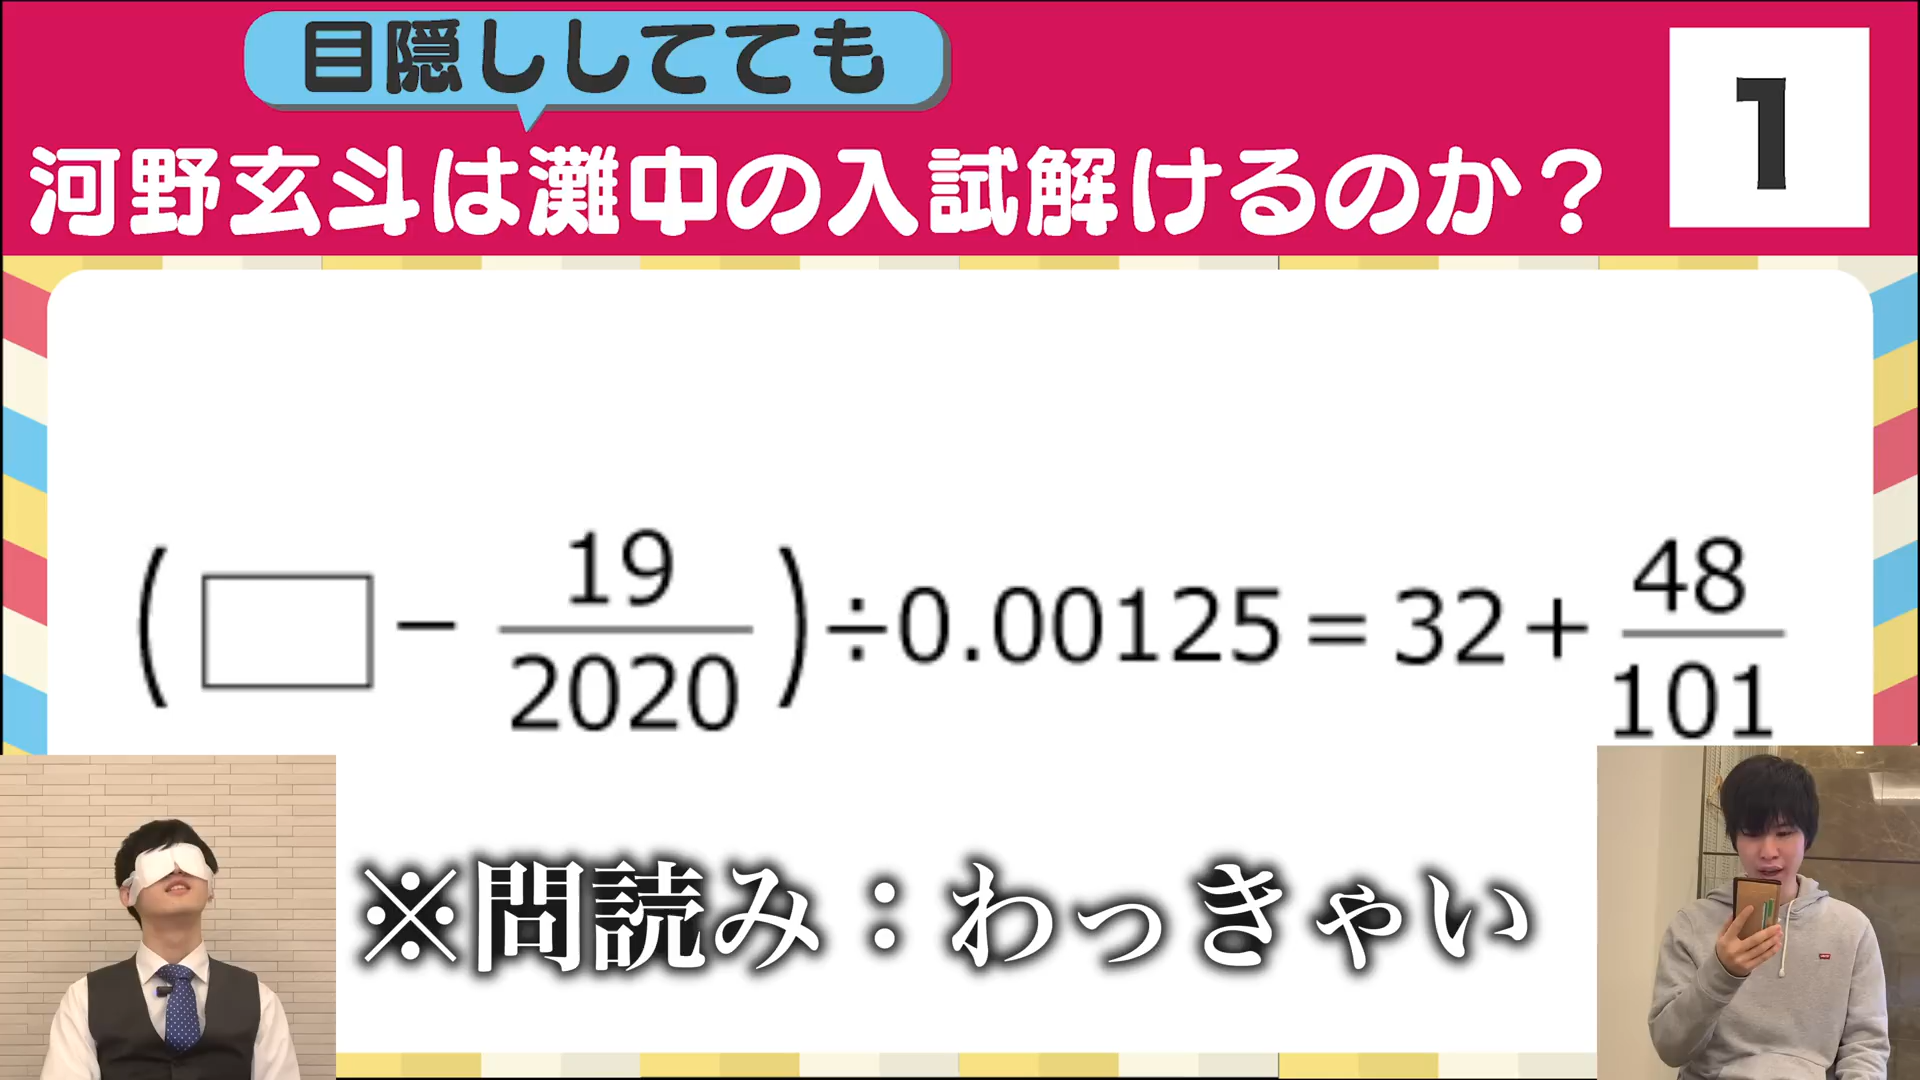 目隠ししてても
河野玄斗は灘中の入試解けるのか？
1
(□−19/2020)÷0.00125=32+48/101
※問読み：わっきゃい